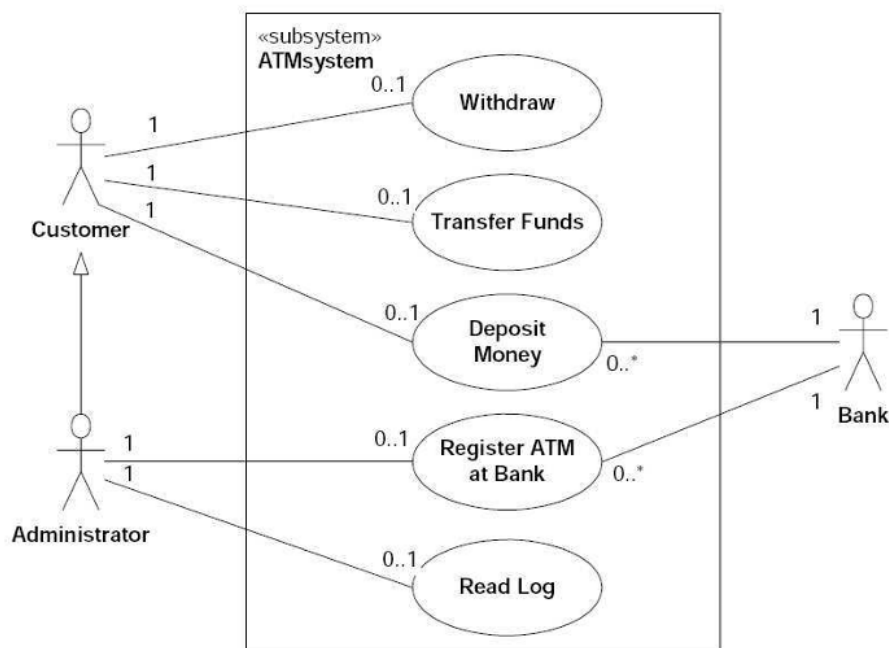 «subsystem»
ATMsystem
0..1
Withdraw
1
1
0..1
Transfer Funds
1
Customer
0..1
Deposit
Money
1
0..*
1
Bank
1
0..1
Register ATM
at Bank
0..*
1
Administrator
0..1
Read Log